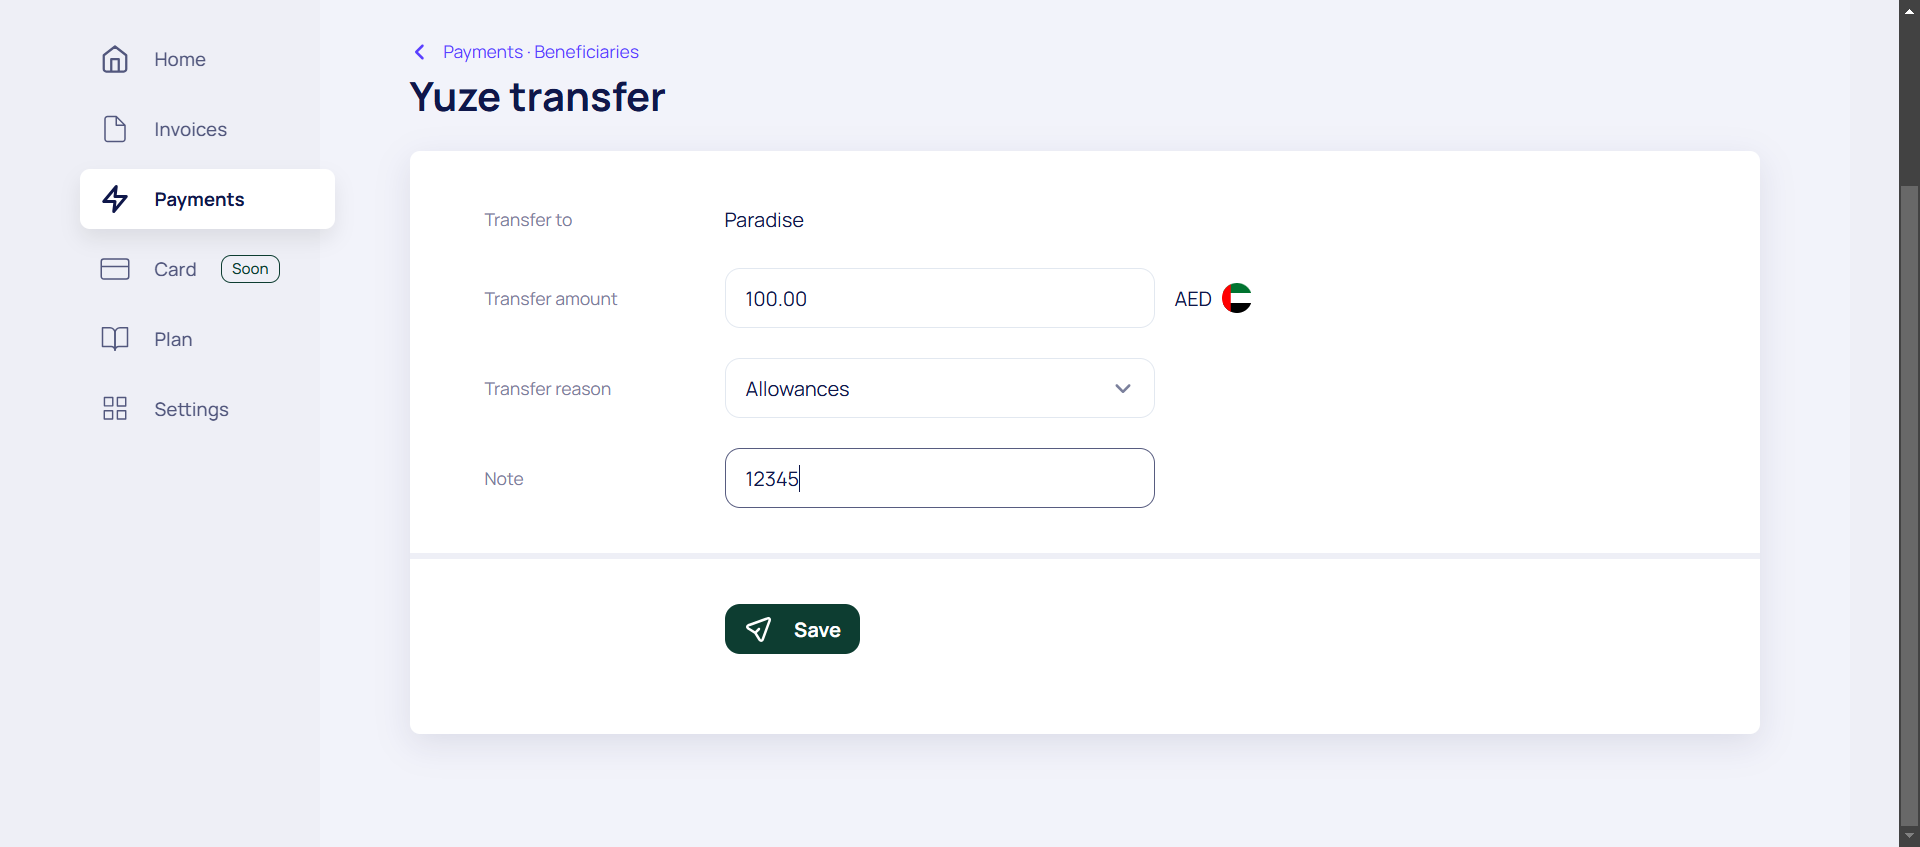 Home
Invoices
Payments
Card Soon
Plan
Settings
Payments · Beneficiaries
Yuze transfer
Transfer to Paradise
Transfer amount 100.00 AED
Transfer reason Allowances
Note 12345
Save